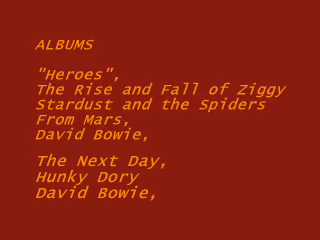 ALBUMS
"Heroes",
The Rise and Fall of Ziggy
Stardust and the Spiders
From Mars,
David Bowie,
The Next Day,
Hunky Dory
David Bowie,